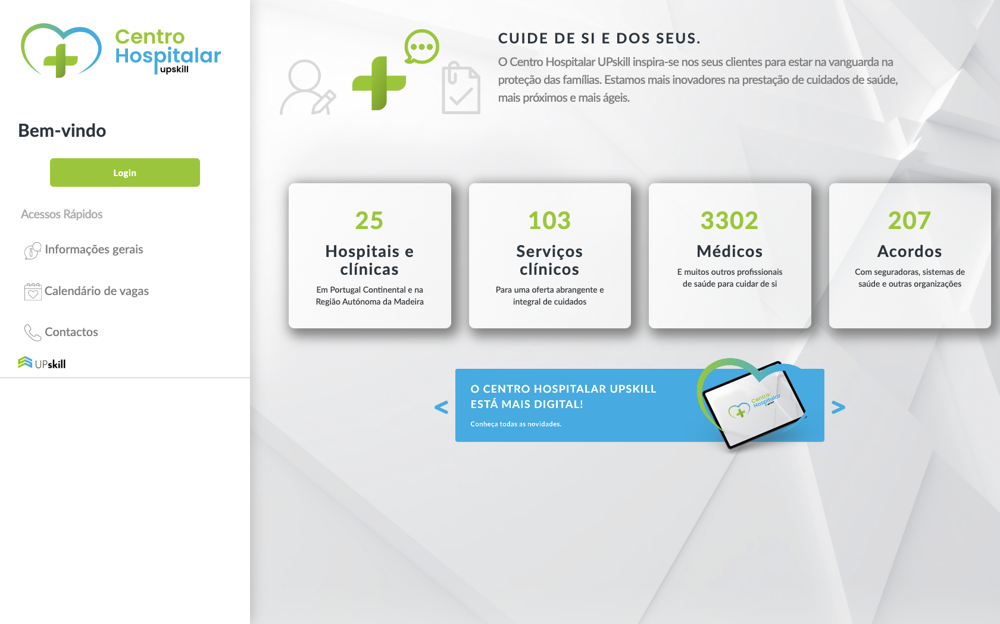 Centro
Hospitalar
upskill
Bem-vindo
Login
Acessos Rápidos
Informações gerais
Calendário de vagas
Contactos
UPskill
CUIDE DE SI E DOS SEUS.
O Centro Hospitalar UPskill inspira-se nos seus clientes para estar na vanguarda na
proteção das famílias. Estamos mais inovadores na prestação de cuidados de saúde,
mais próximos e mais ágeis.
25
Hospitais e
clínicas
Em Portugal Continental e na
Região Autónoma da Madeira
103
Serviços
clínicos
Para uma oferta abrangente e
integral de cuidados
3302
Médicos
E muitos outros profissionais
de saúde para cuidar de si
207
Acordos
Com seguradoras, sistemas de
saúde e outras organizações
<
O CENTRO HOSPITALAR UPSKILL
ESTÁ MAIS DIGITAL!
Conheça todas as novidades.
Centro
Hospitalar
upskill
>